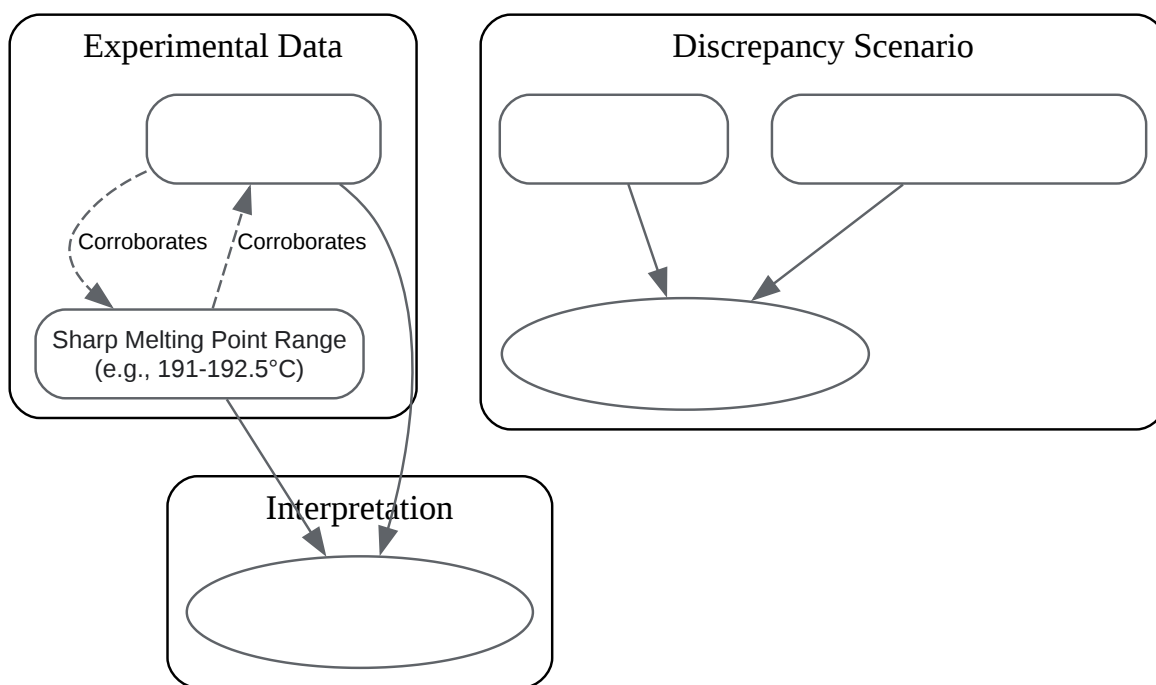 Experimental Data
Discrepancy Scenario
Corroborates
Corroborates
Sharp Melting Point Range
(e.g., 191-192.5°C)
Interpretation